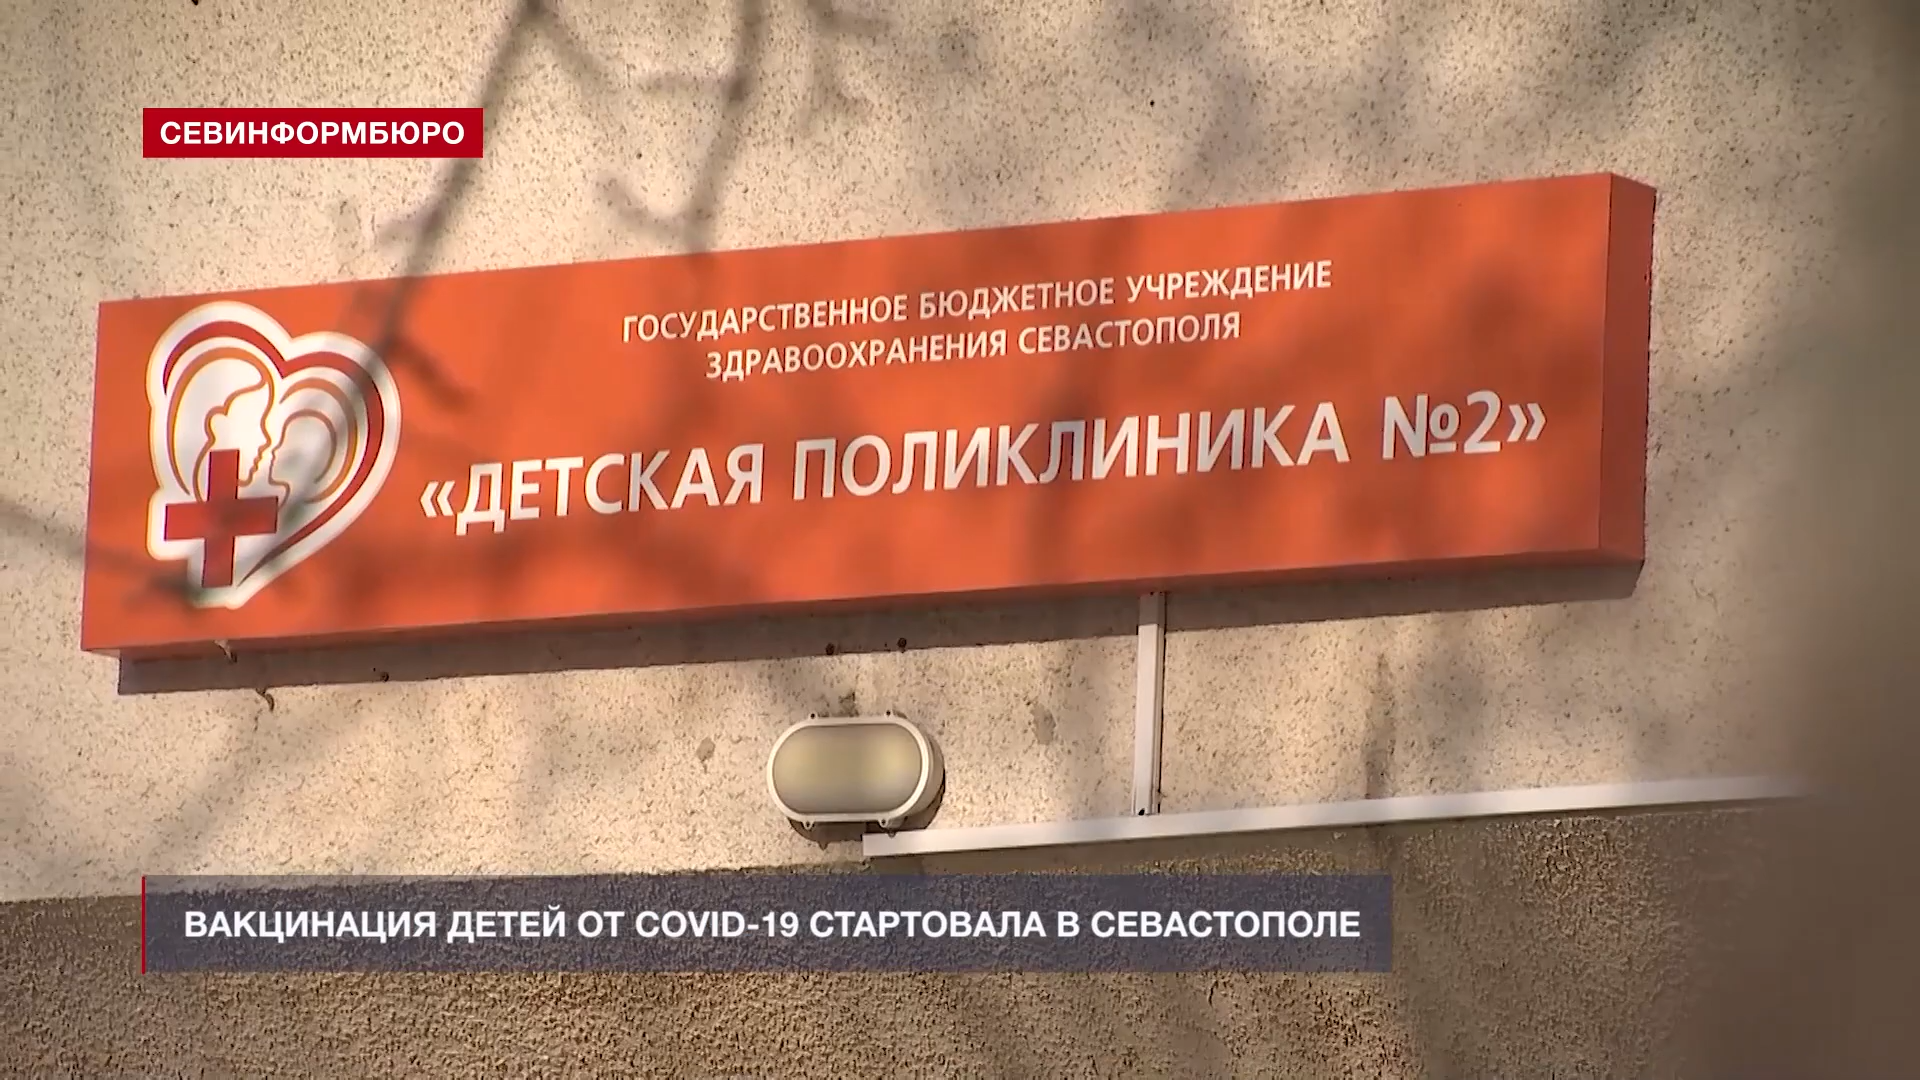 СЕВИНФОРМБЮРО
ГОСУДАРСТВЕННОЕ БЮДЖЕТНОЕ УЧРЕЖДЕНИЕ
ЗДРАВООХРАНЕНИЯ СЕВАСТОПОЛЯ
«ДЕТСКАЯ ПОЛИКЛИНИКА №2»
ВАКЦИНАЦИЯ ДЕТЕЙ ОТ COVID-19 СТАРТОВАЛА В СЕВАСТОПОЛЕ